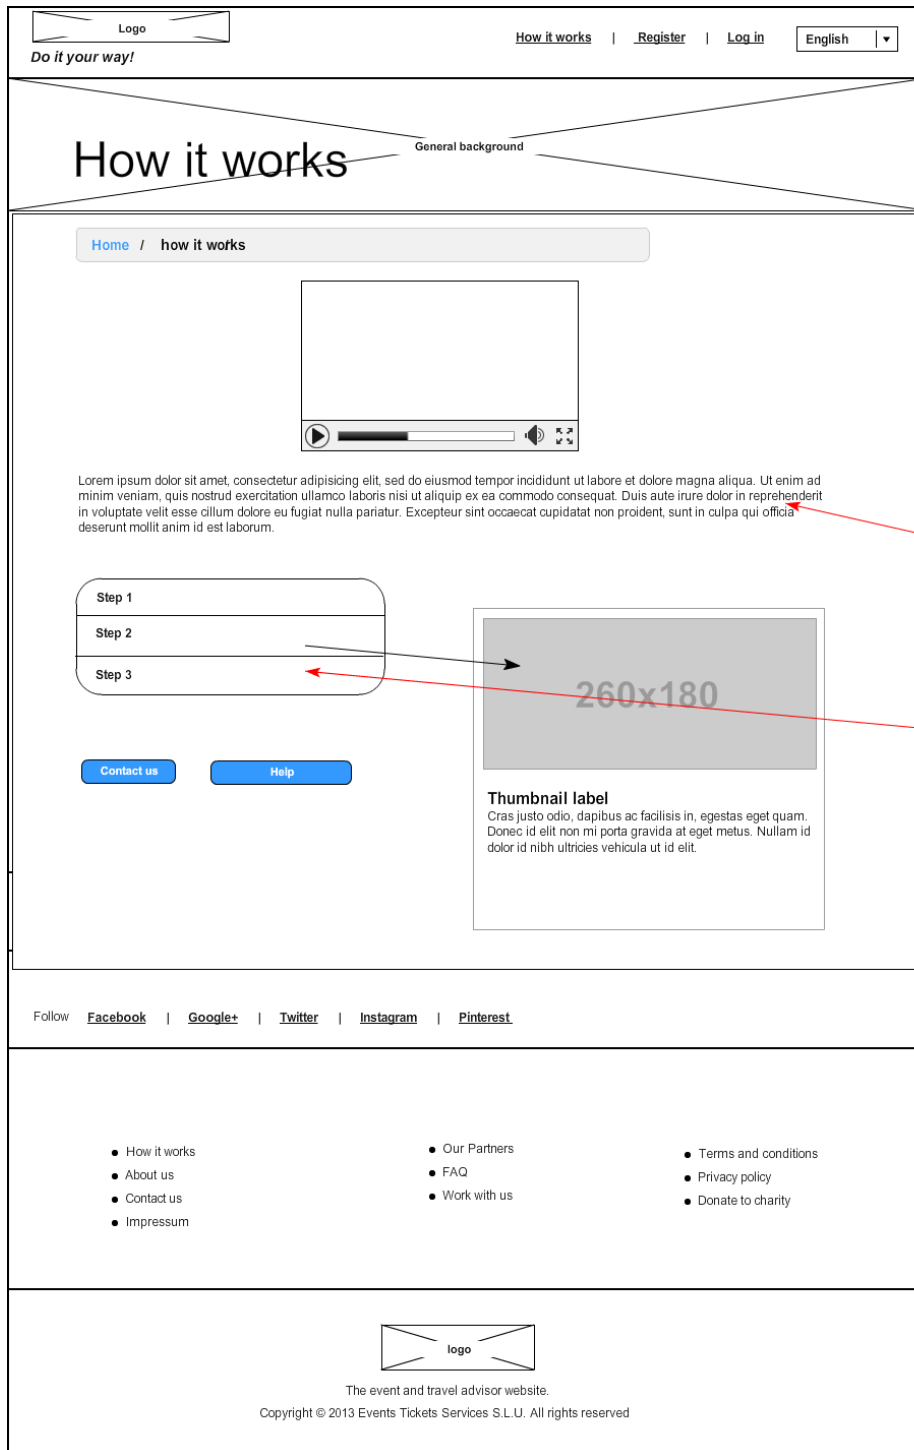 Logo
Do it your way!
How it works | Register | Log in English
General background
How it works
Home / how it works
Lorem ipsum dolor sit amet, consectetur adipisicing elit, sed do eiusmod tempor incididunt ut labore et dolore magna aliqua. Ut enim ad
minim veniam, quis nostrud exercitation ullamco laboris nisi ut aliquip ex ea commodo consequat. Duis aute irure dolor in reprehenderit
in voluptate velit esse cillum dolore eu fugiat nulla pariatur. Excepteur sint occaecat cupidatat non proident, sunt in culpa qui officia
deserunt mollit anim id est laborum.
Step 1
Step 2
Step 3
Contact us
Help
260x180
Thumbnail label
Cras justo odio, dapibus ac facilisis in, egestas eget quam.
Donec id elit non mi porta gravida at eget metus. Nullam id
dolor id nibh ultricies vehicula ut id elit.
Follow Facebook | Google+ | Twitter | Instagram | Pinterest
How it works
About us
Contact us
Impressum
Our Partners
FAQ
Work with us
Terms and conditions
Privacy policy
Donate to charity
logo
The event and travel advisor website.
Copyright © 2013 Events Tickets Services S.L.U. All rights reserved